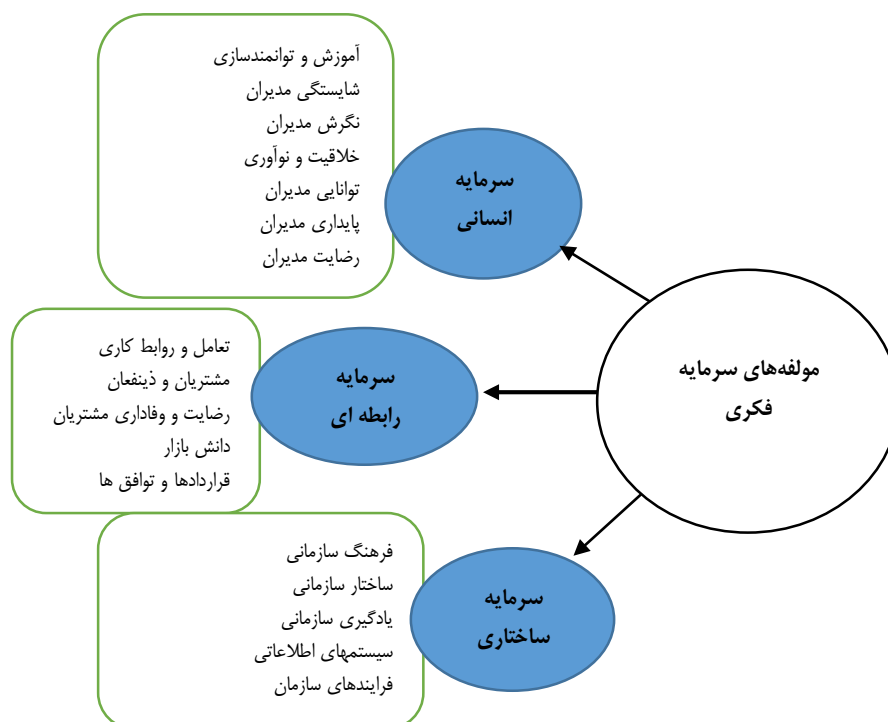 مولفه‌های سرمایه
فکری
سرمایه
انسانی
آموزش و توانمندسازی
شایستگی مدیران
نگرش مدیران
خلاقیت و نوآوری
توانایی مدیران
پایداری مدیران
رضایت مدیران
سرمایه
رابطه ای
تعامل و روابط کاری
مشتریان و ذینفعان
رضایت و وفاداری مشتریان
دانش بازار
قراردادها و توافق ها
سرمایه
ساختاری
فرهنگ سازمانی
ساختار سازمانی
یادگیری سازمانی
سیستمهای اطلاعاتی
فرایندهای سازمان